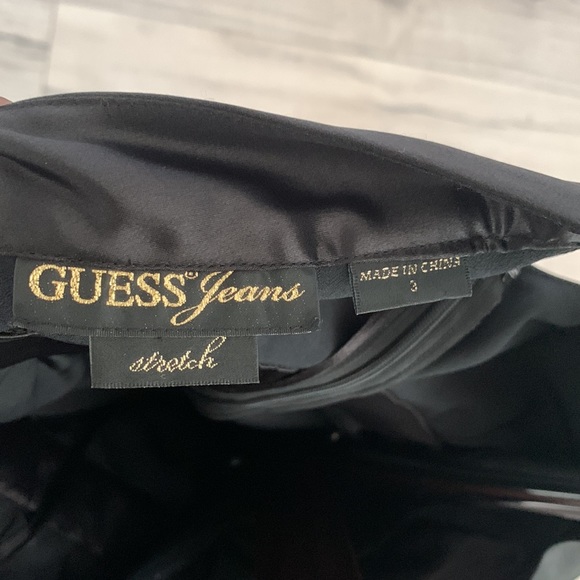 GUESS® Jeans
stretch
MADE IN CHINA
3